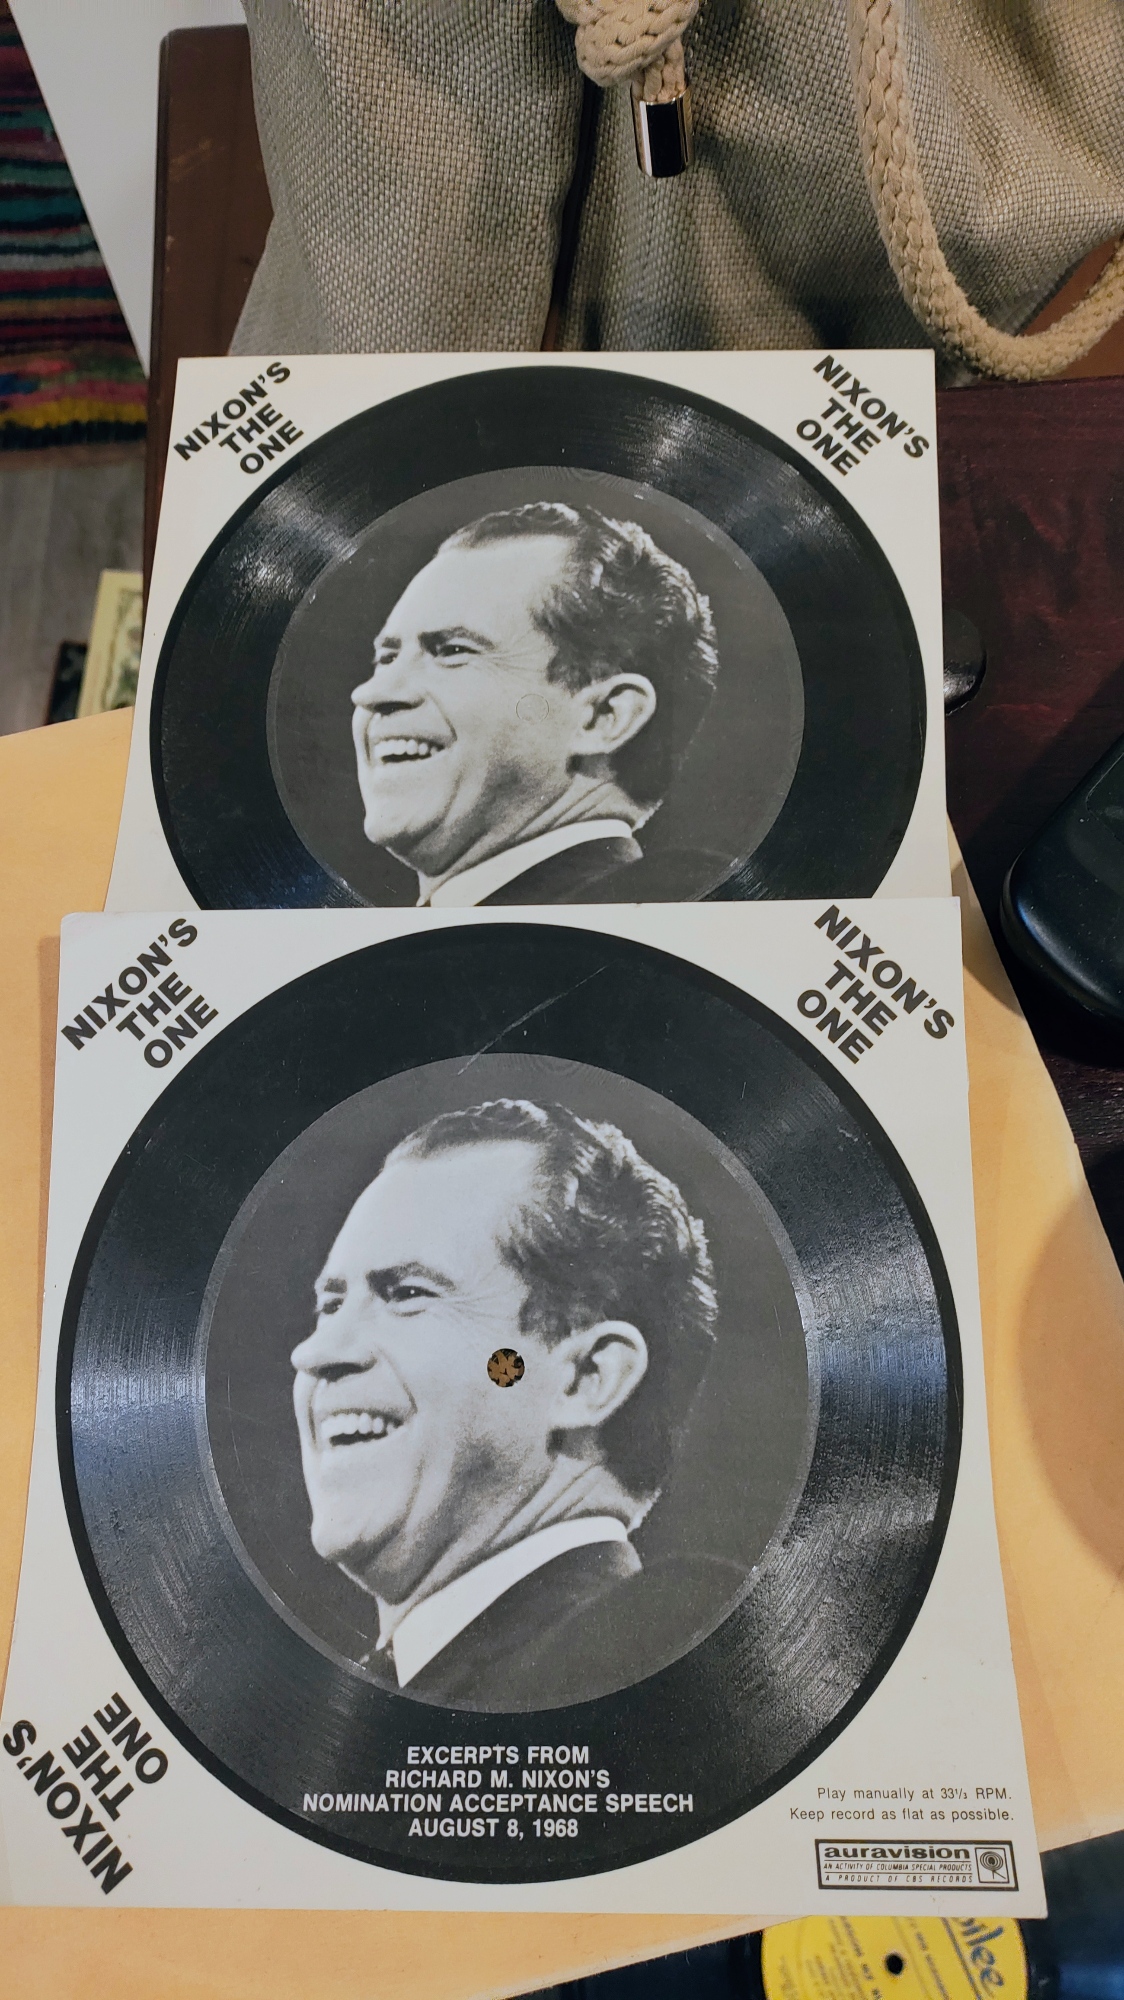 NIXON'S
THE
ONE
NIXON'S
THE
ONE
NIXON'S
THE
ONE
NIXON'S
THE
ONE
NIXON'S
THE
ONE
EXCERPTS FROM
RICHARD M. NIXON'S
NOMINATION ACCEPTANCE SPEECH
AUGUST 8, 1968
Play manually at 33⅓ RPM.
Keep record as flat as possible.
auravision
AN ACTIVITY OF COLUMBIA SPECIAL PRODUCTS
A PRODUCT OF CBS RECORDS